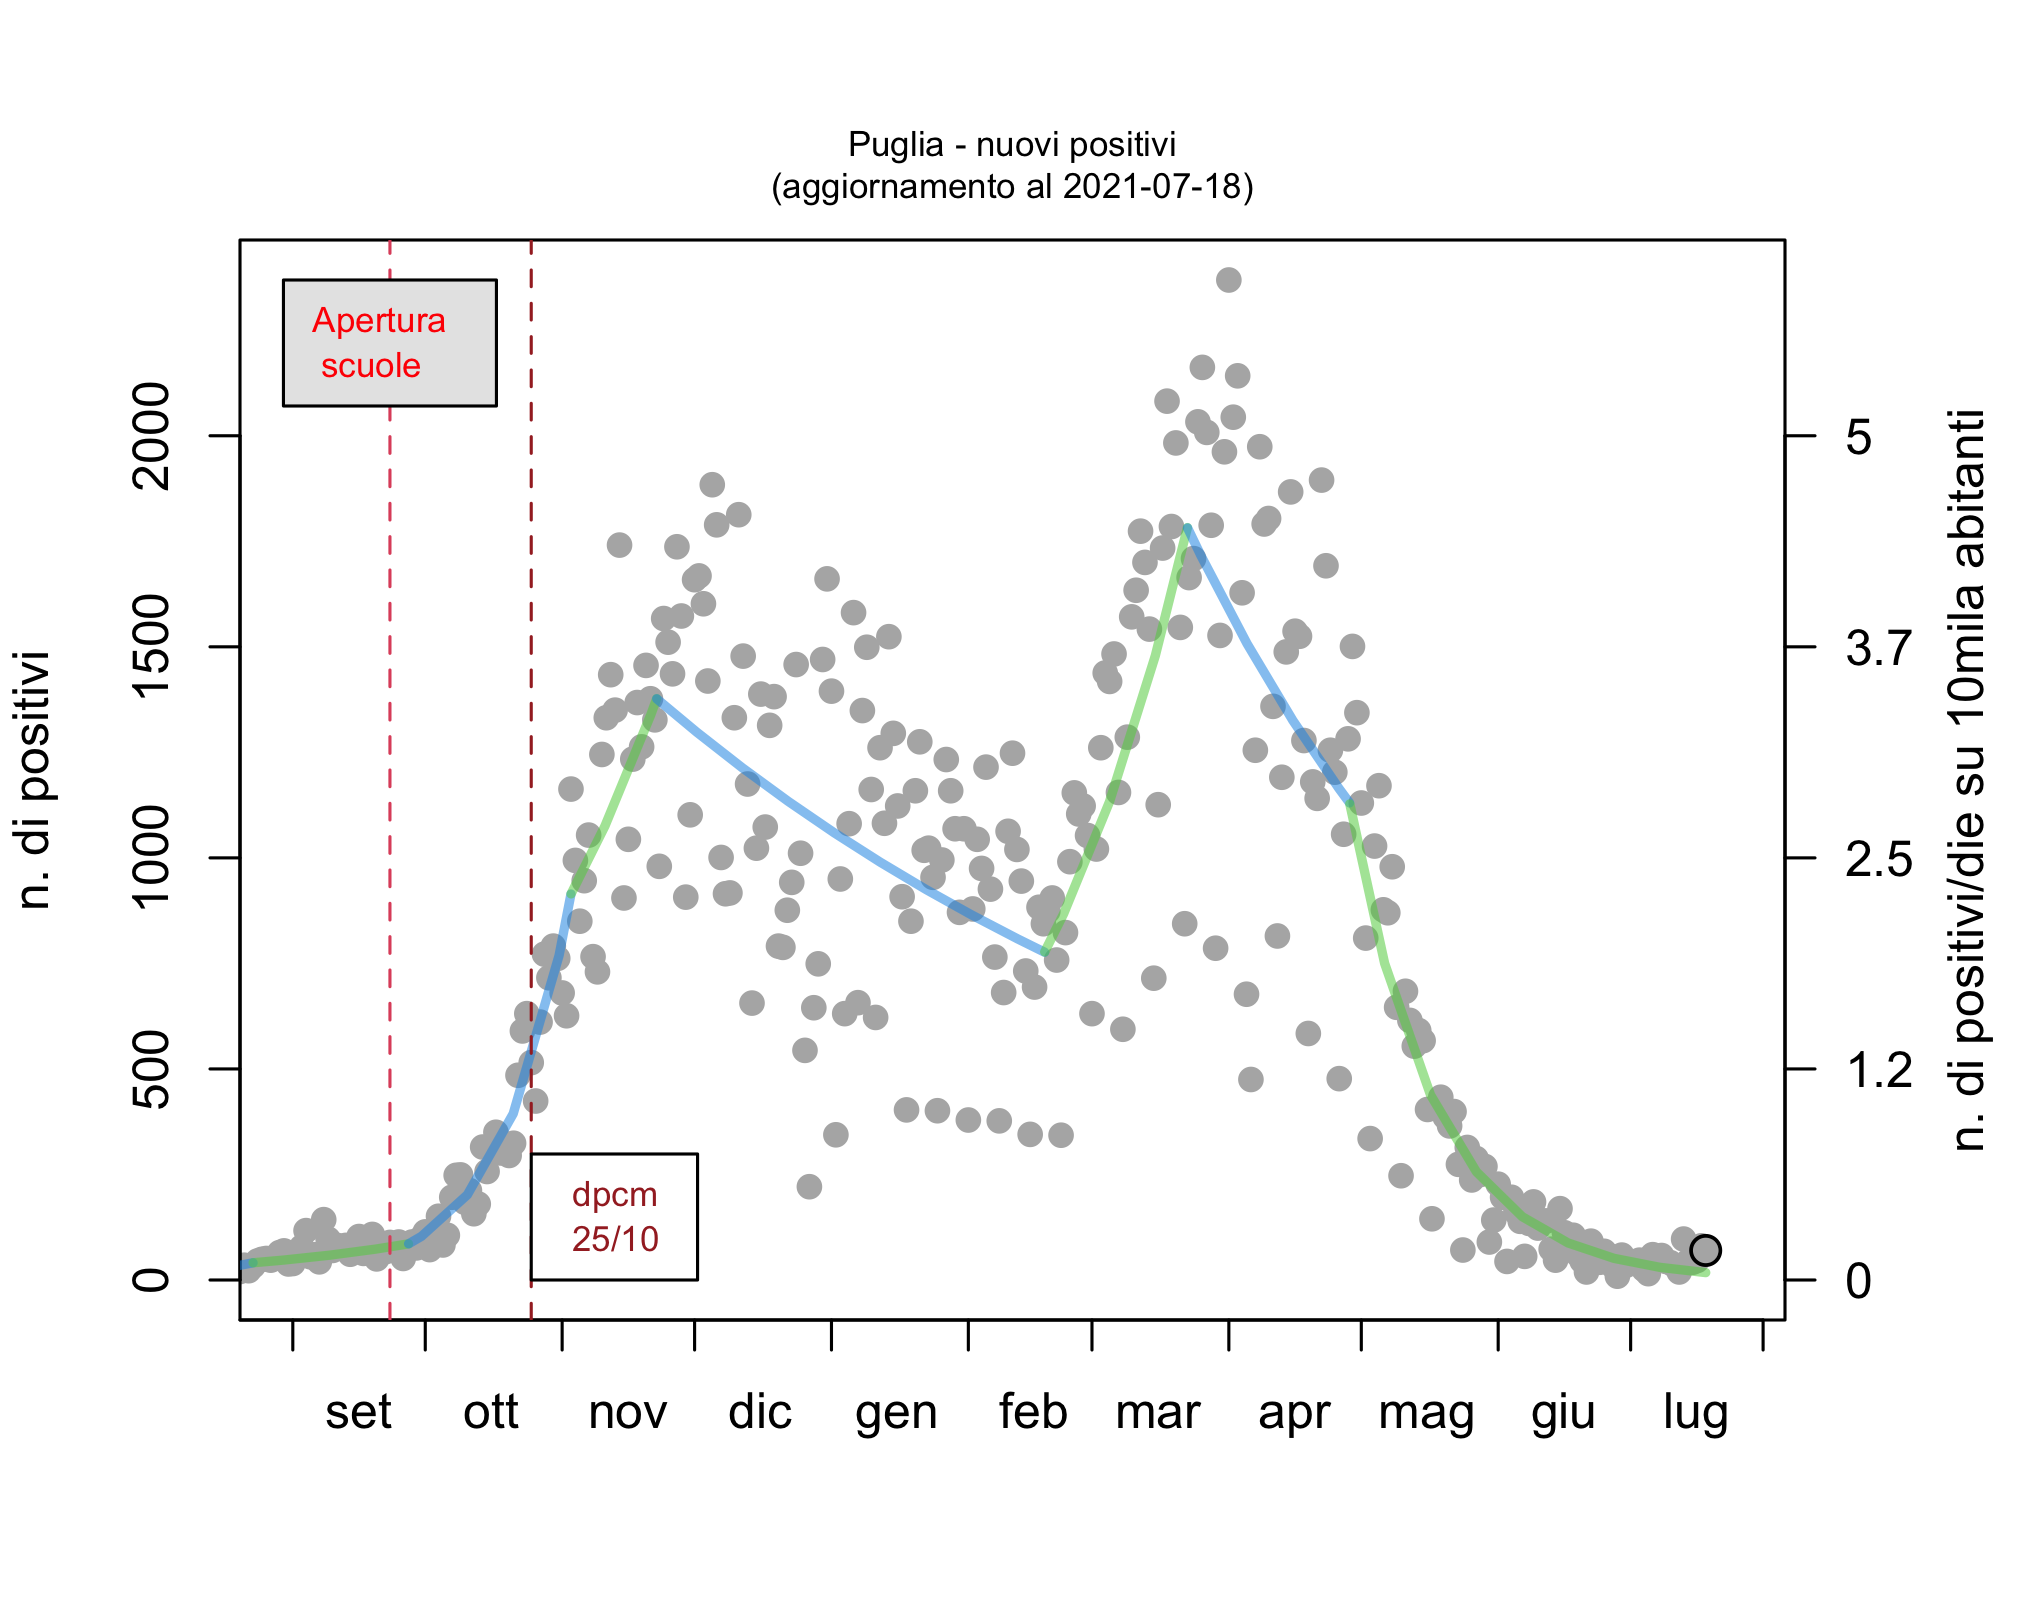 Puglia - nuovi positivi
(aggiornamento al 2021-07-18)
Apertura
scuole
dpcm
25/10
n. di positivi
2000
1500
1000
500
0
5
3.7
2.5
1.2
0
n. di positivi/die su 10mila abitanti
set ott nov dic gen feb mar apr mag giu lug